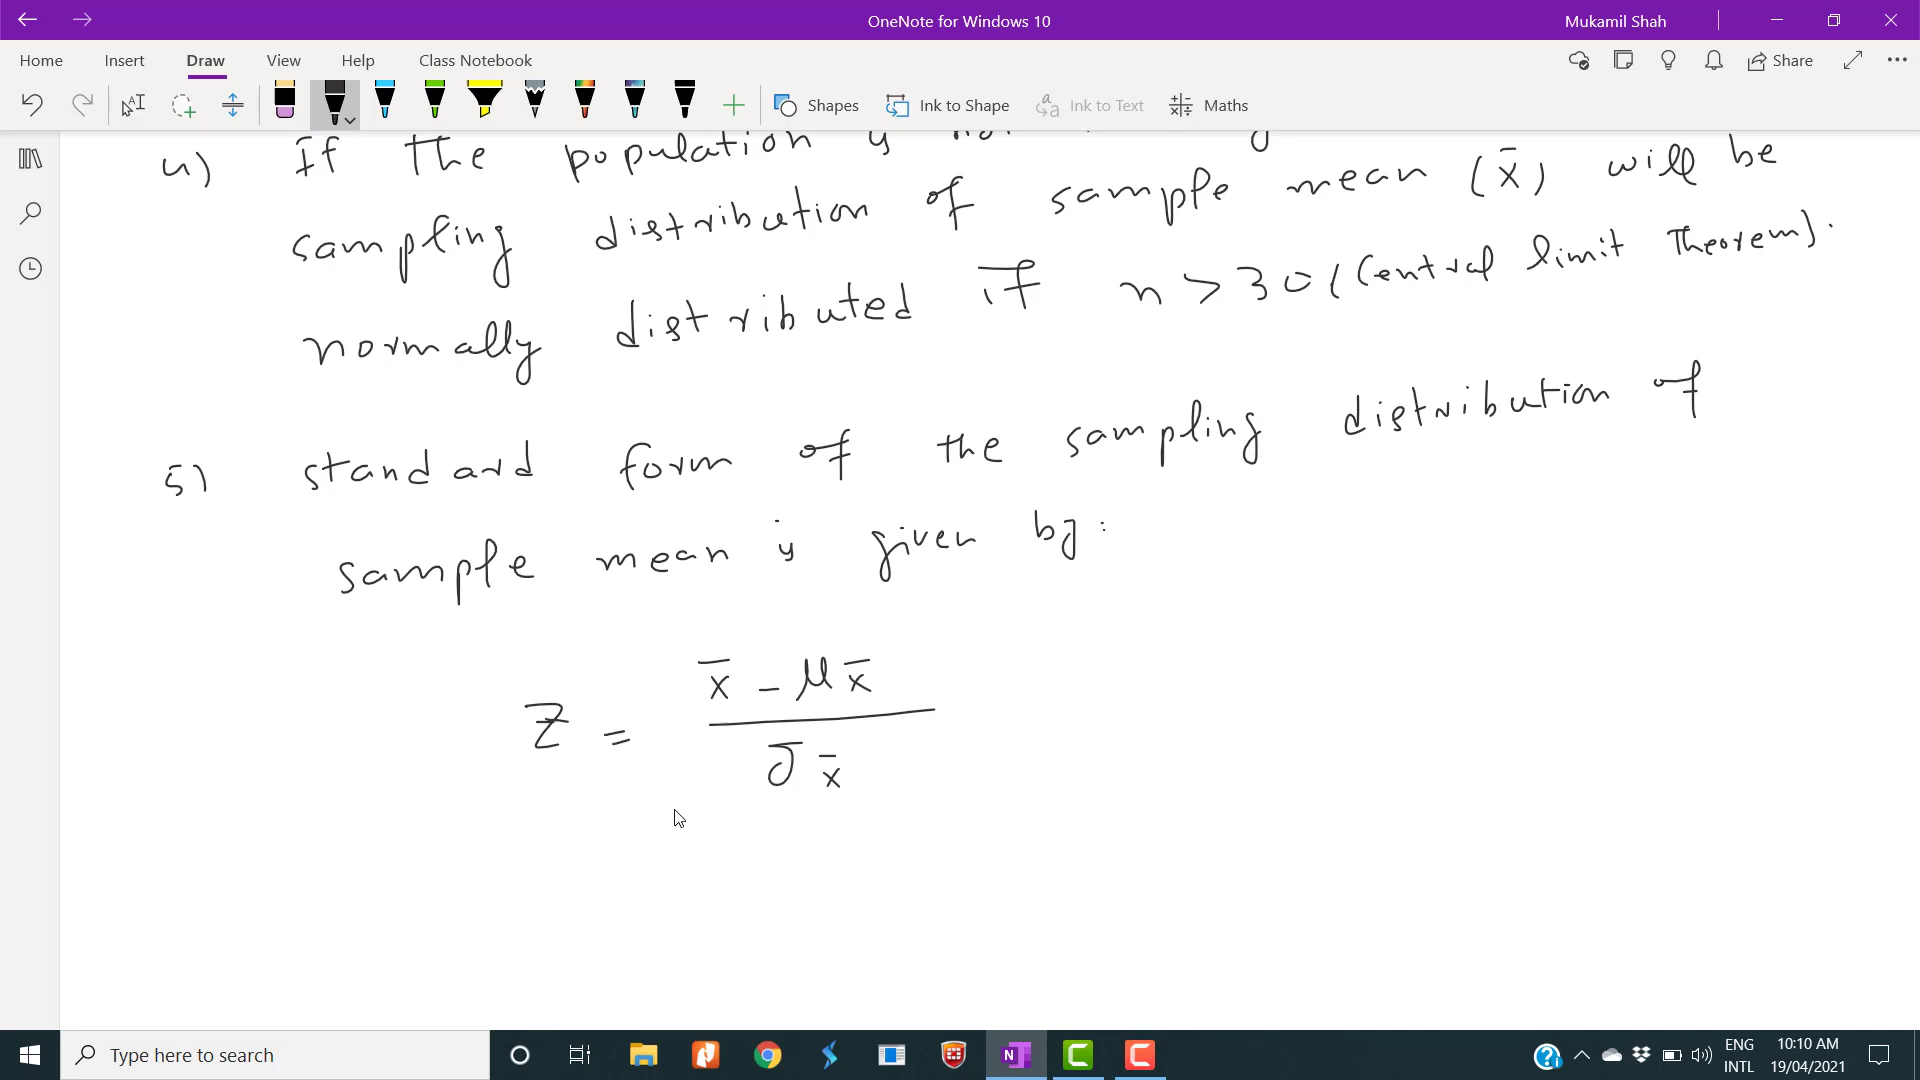 OneNote for Windows 10
Mukamil Shah
Home Insert Draw View Help Class Notebook
Share
Shapes Ink to Shape Ink to Text Maths
4) If the population is not
sampling distribution of sample mean (x̄) will be
normally distributed if n > 30 (Central limit Theorem).
5) standard form of the sampling distribution of
sample mean is given by:
Z = (x̄ - μx̄) / σx̄
Type here to search
ENG
INTL
10:10 AM
19/04/2021